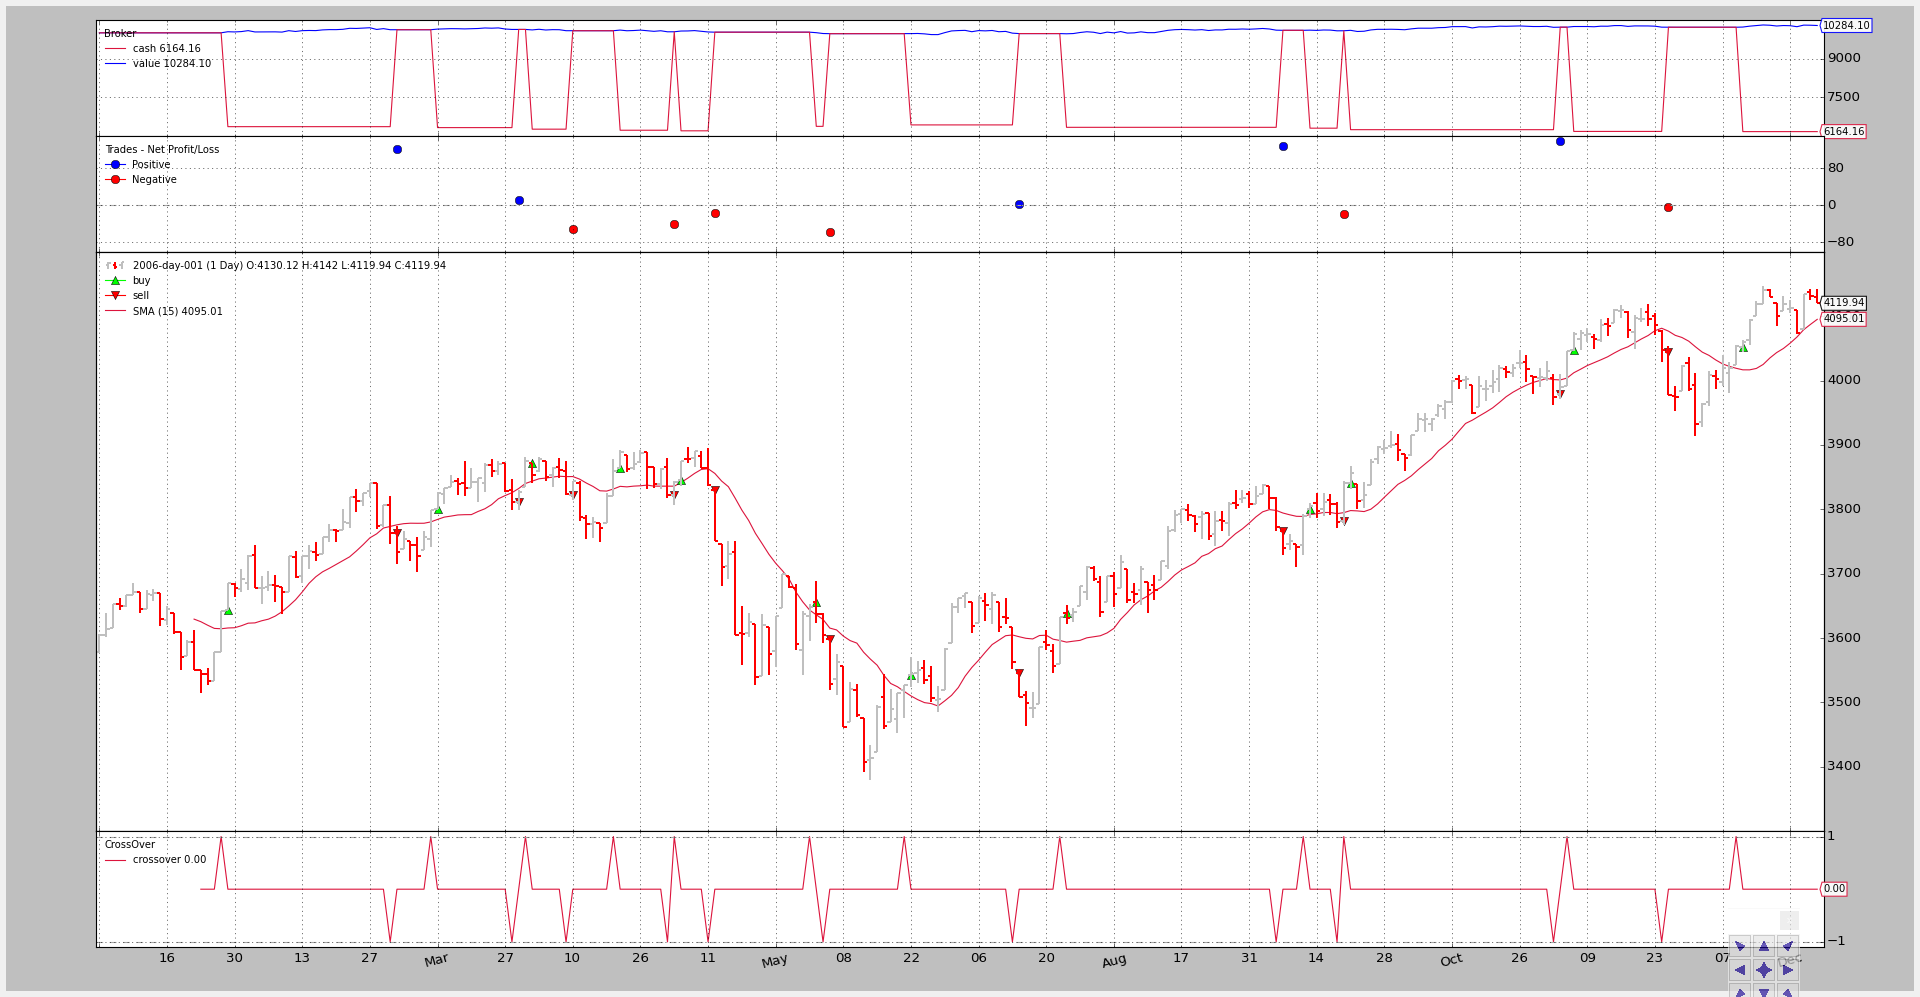 Broker
cash 6164.16
value 10284.10
10284.10
9000
7500
6164.16
Trades - Net Profit/Loss
Positive
Negative
80
0
−80
2006-day-001 (1 Day) O:4130.12 H:4142 L:4119.94 C:4119.94
buy
sell
SMA (15) 4095.01
4119.94
4095.01
4000
3900
3800
3700
3600
3500
3400
CrossOver
crossover 0.00
1
0.00
−1
16 30 13 27 Mar 27 10 20 11 May 08 22 06 20 Aug 17 31 14 28 Oct 26 09 23 07 Dec